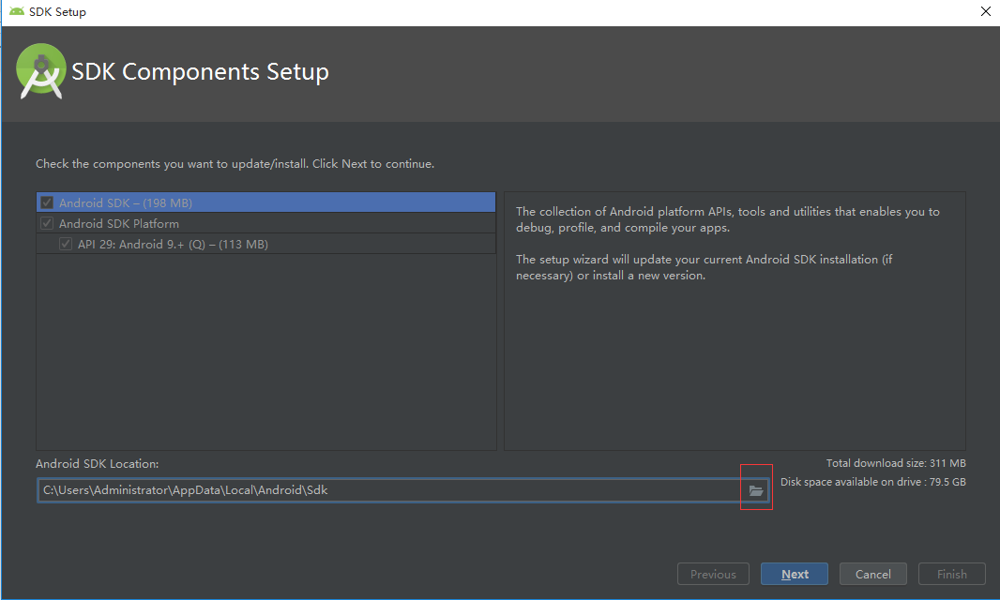 SDK Setup
SDK Components Setup
Check the components you want to update/install. Click Next to continue.
Android SDK – (198 MB)
Android SDK Platform
API 29: Android 9.+ (Q) – (113 MB)
The collection of Android platform APIs, tools and utilities that enables you to
debug, profile, and compile your apps.
The setup wizard will update your current Android SDK installation (if
necessary) or install a new version.
Android SDK Location:
C:\Users\Administrator\AppData\Local\Android\Sdk
Total download size: 311 MB
Disk space available on drive : 79.5 GB
Previous
Next
Cancel
Finish